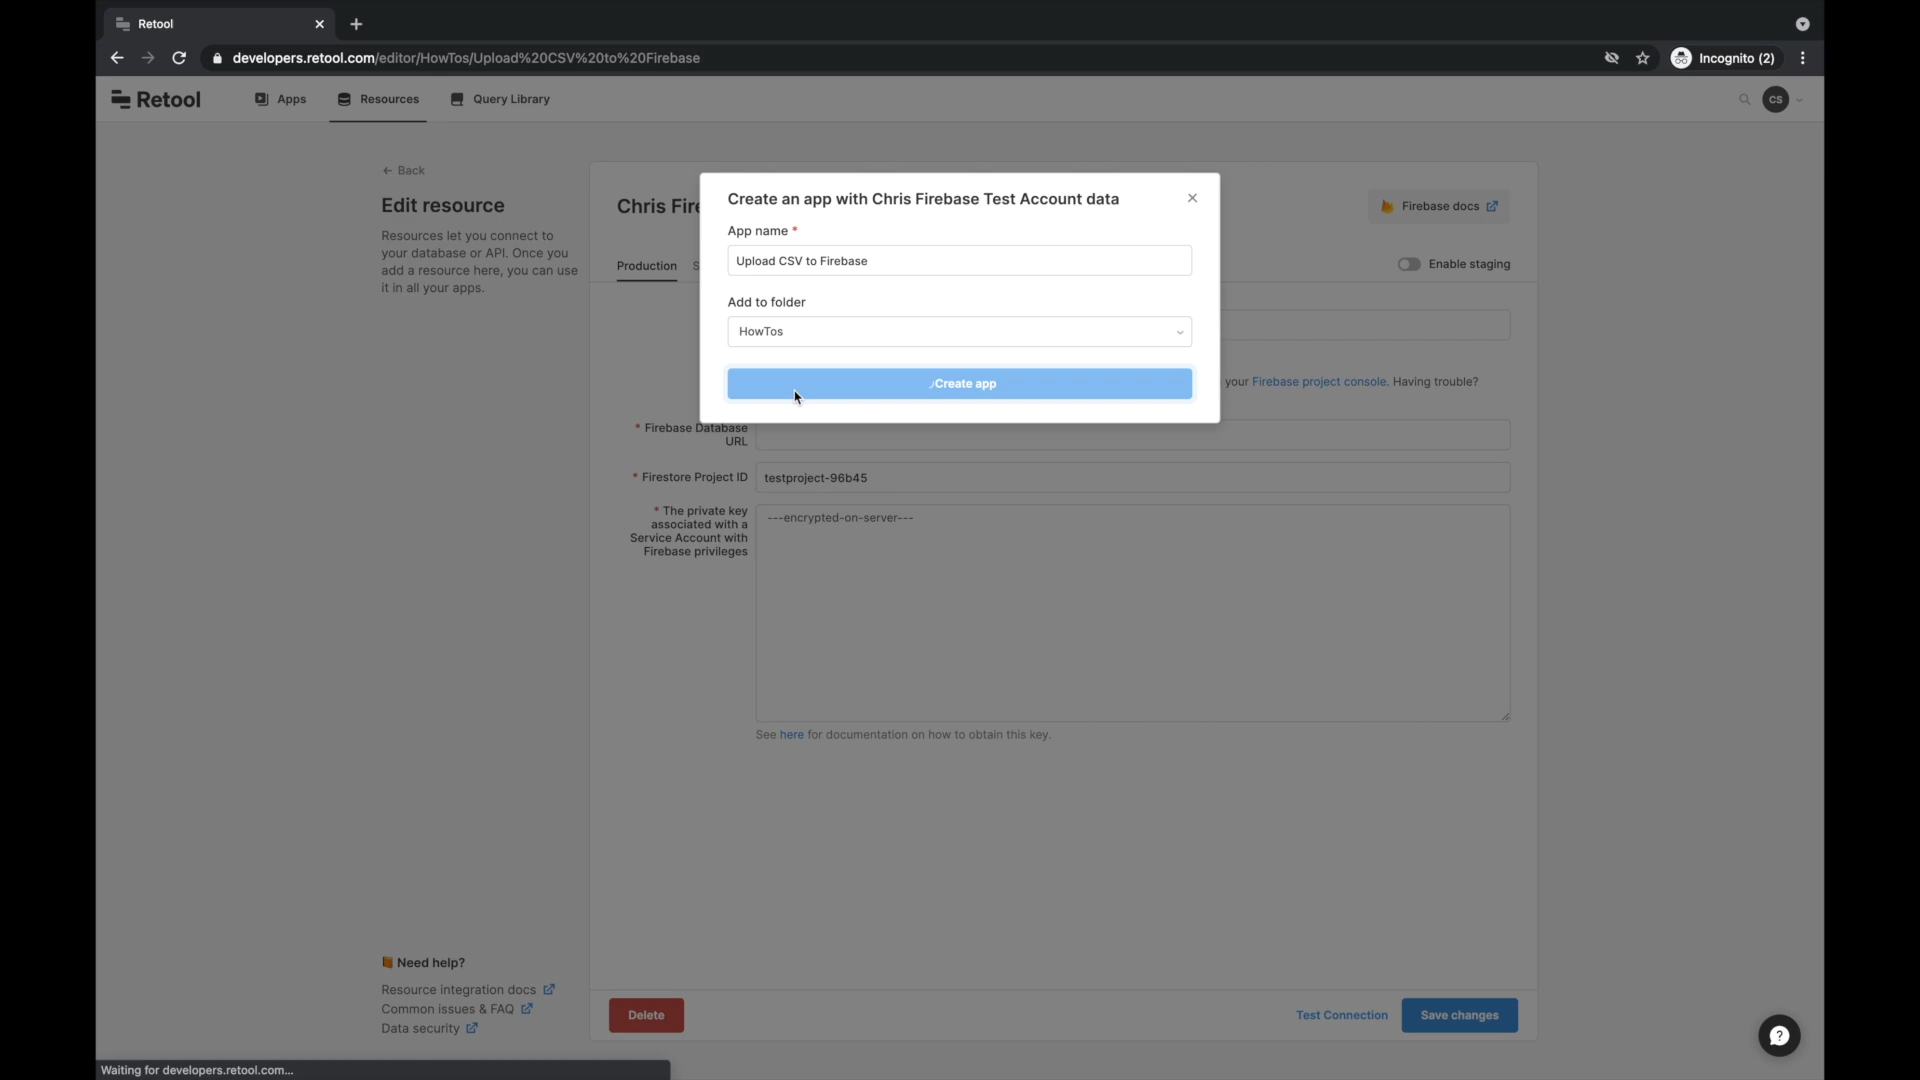 Retool
developers.retool.com/editor/HowTos/Upload%20CSV%20to%20Firebase
Incognito (2)
Retool
Apps
Resources
Query Library
CS
← Back
Edit resource
Resources let you connect to
your database or API. Once you
add a resource here, you can use
it in all your apps.
Chris Fire
Firebase docs
Production
S
Enable staging
Create an app with Chris Firebase Test Account data
App name *
Upload CSV to Firebase
Add to folder
HowTos
Create app
your Firebase project console. Having trouble?
* Firebase Database
URL
* Firestore Project ID
testproject-96b45
* The private key
associated with a
Service Account with
Firebase privileges
---encrypted-on-server---
See here for documentation on how to obtain this key.
Need help?
Resource integration docs
Common issues & FAQ
Data security
Delete
Test Connection
Save changes
Waiting for developers.retool.com...